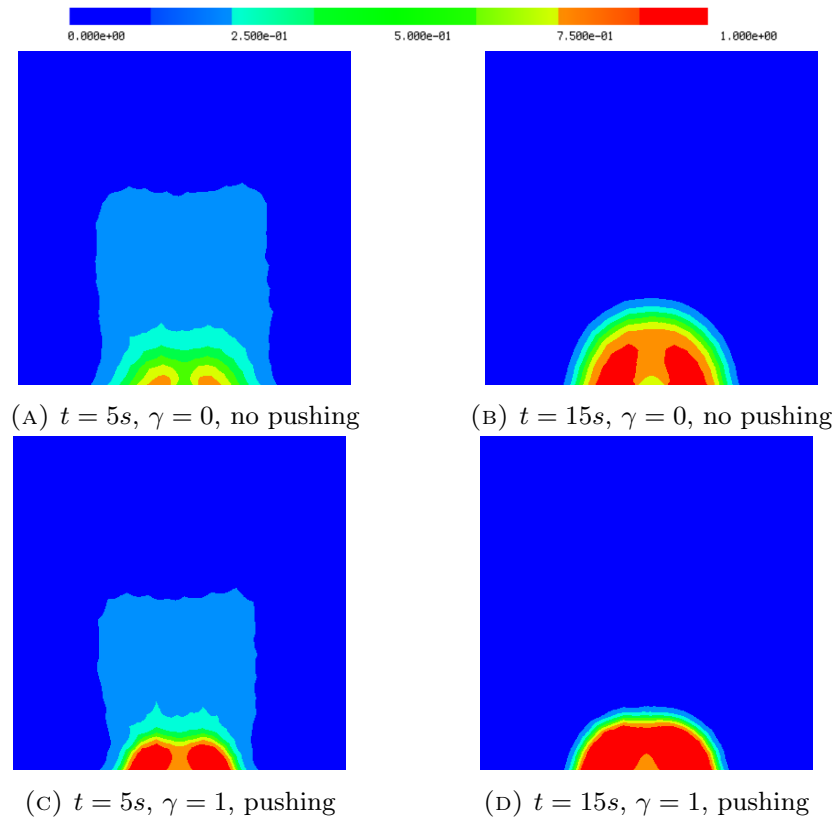 0.000e+00 2.500e-01 5.000e-01 7.500e-01 1.000e+00
(A) t = 5s, γ = 0, no pushing
(B) t = 15s, γ = 0, no pushing
(C) t = 5s, γ = 1, pushing
(D) t = 15s, γ = 1, pushing